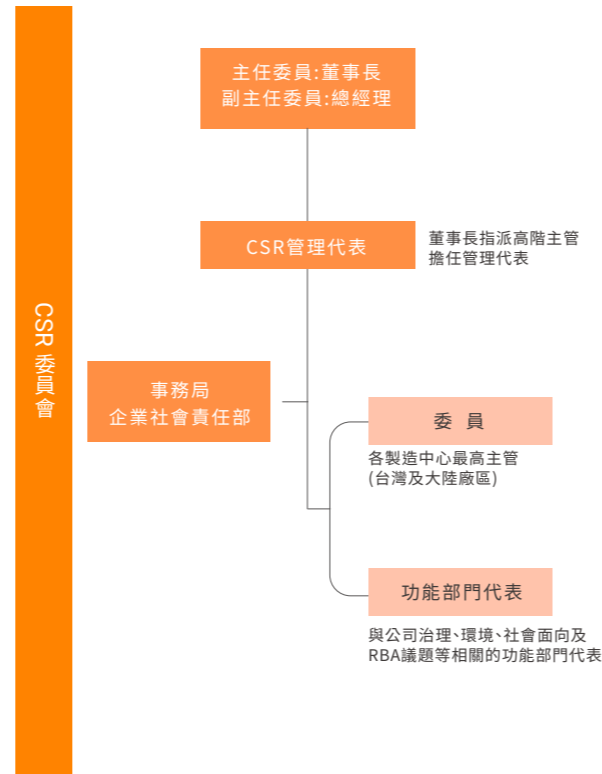 CSR 委員會
主任委員:董事長
副主任委員:總經理
CSR管理代表
董事長指派高階主管
擔任管理代表
事務局
企業社會責任部
委 員
各製造中心最高主管
(台灣及大陸廠區)
功能部門代表
與公司治理、環境、社會面向及
RBA議題等相關的功能部門代表